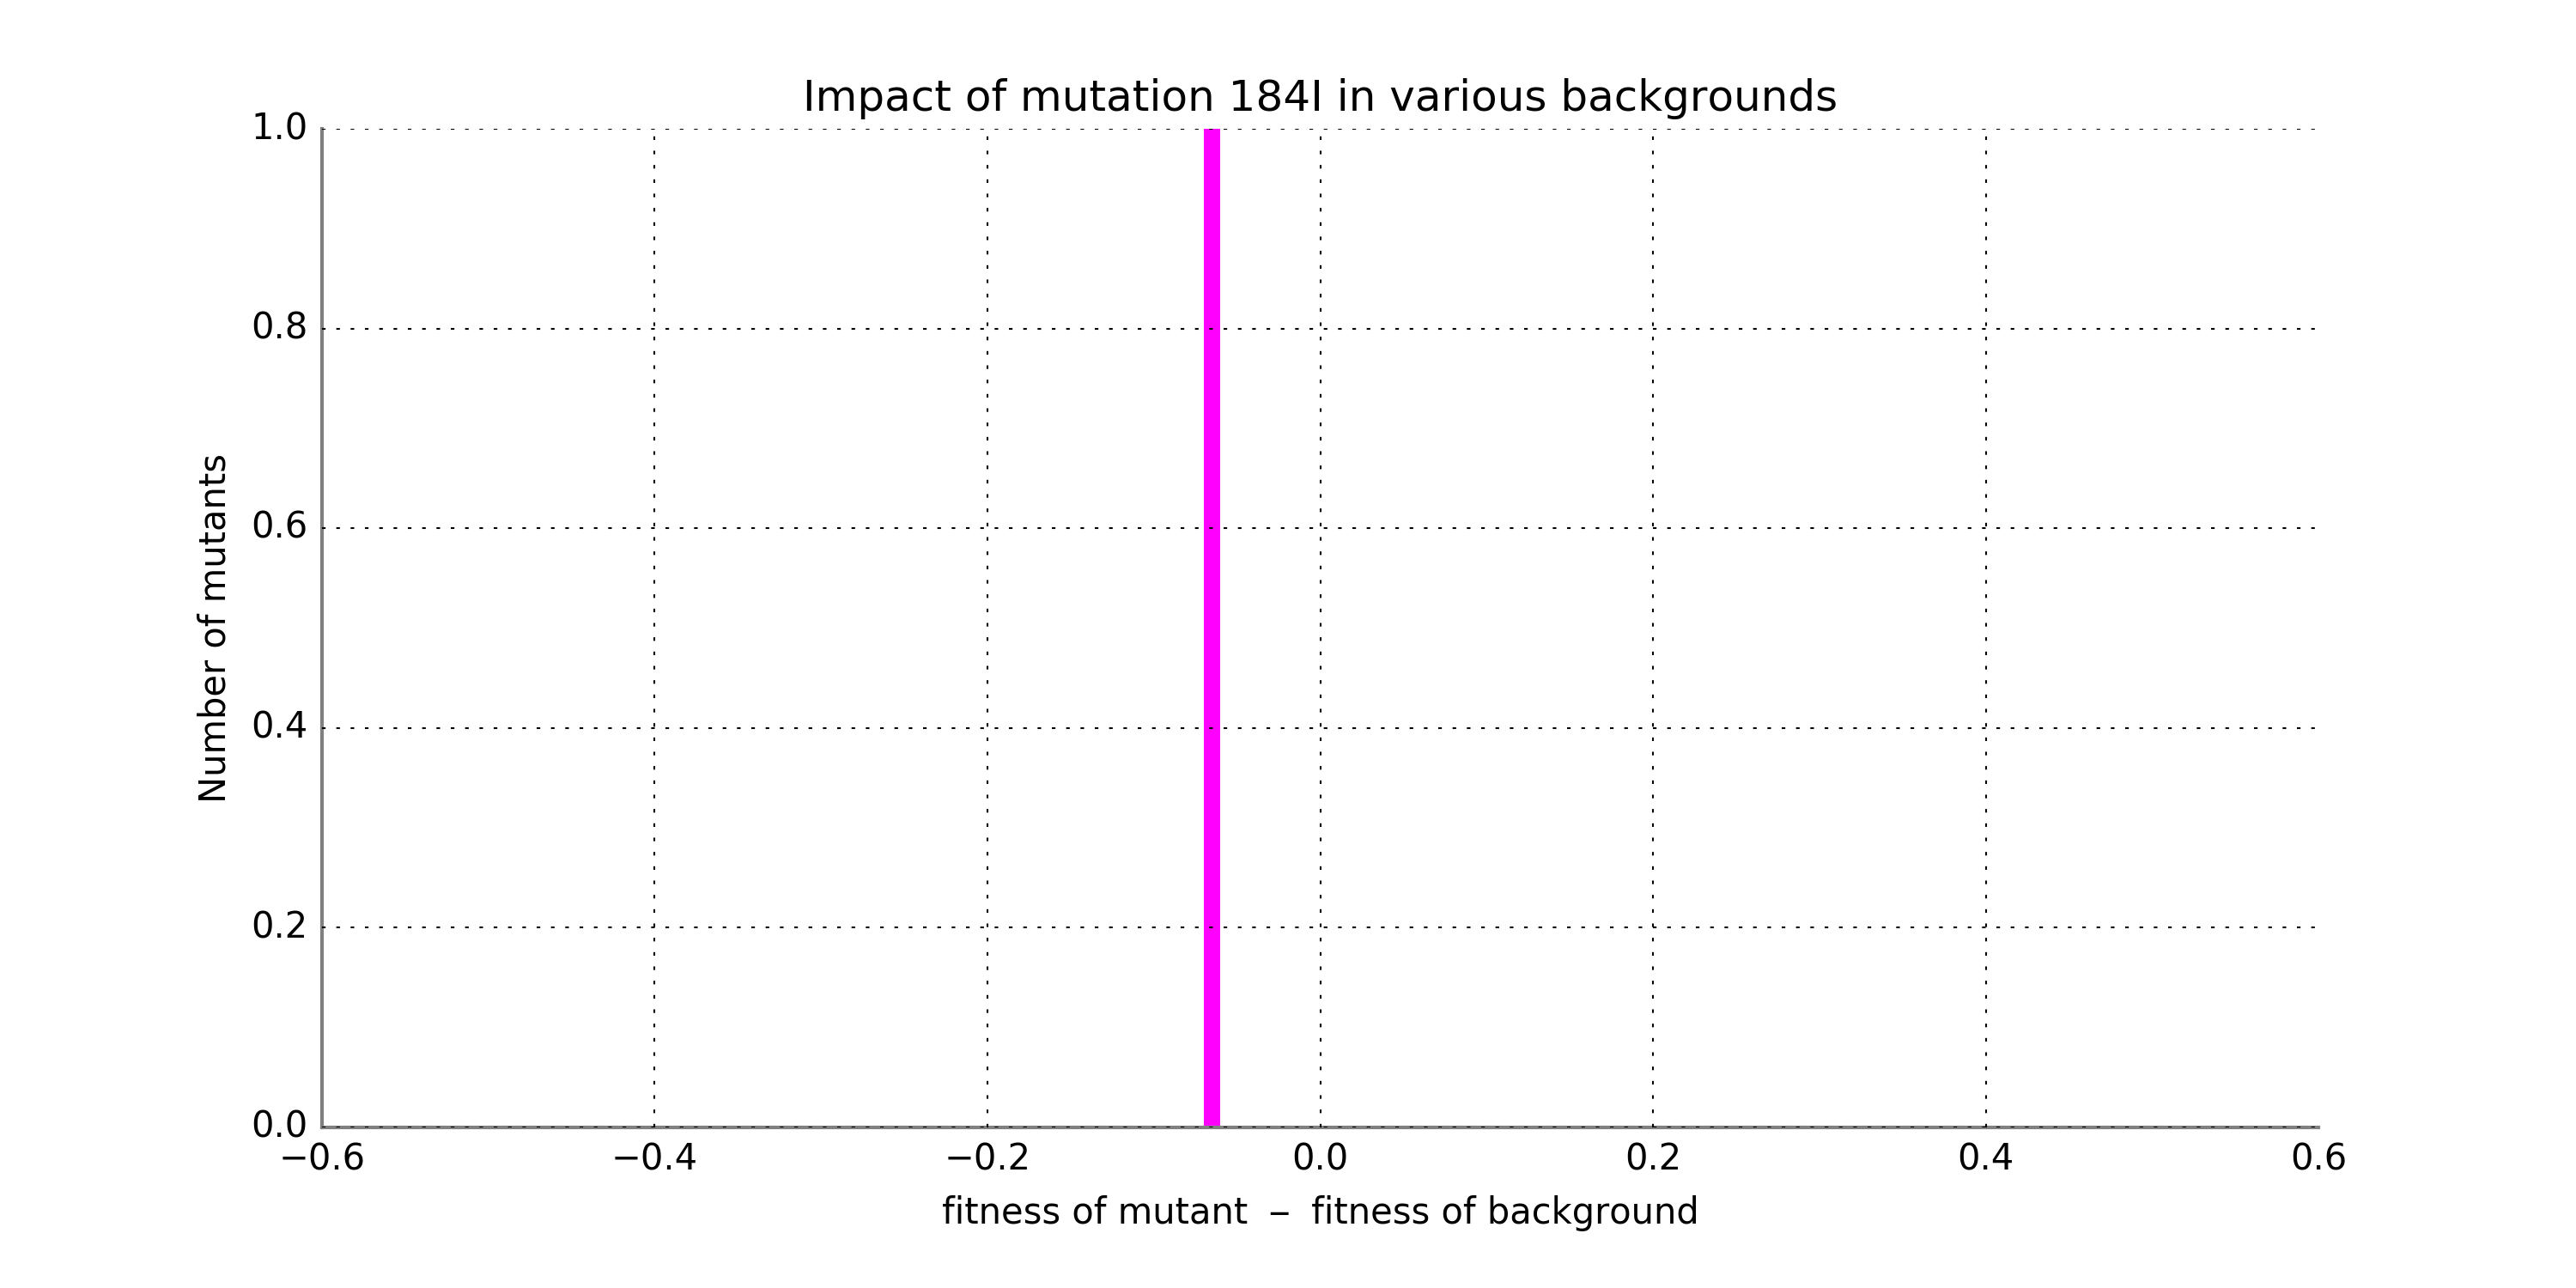 Impact of mutation 184I in various backgrounds
1.0
0.8
0.6
0.4
0.2
0.0
Number of mutants
−0.6 −0.4 −0.2 0.0 0.2 0.4 0.6
fitness of mutant − fitness of background